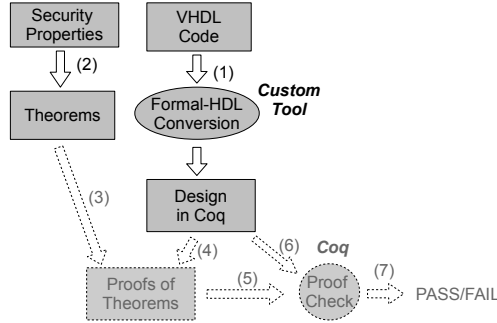 Security
Properties
VHDL
Code
(2)
(1)
Custom
Tool
Theorems
Formal-HDL
Conversion
(3)
Design
in Coq
(4)
(6)
Coq
Proofs of
Theorems
(5)
Proof
Check
(7)
PASS/FAIL